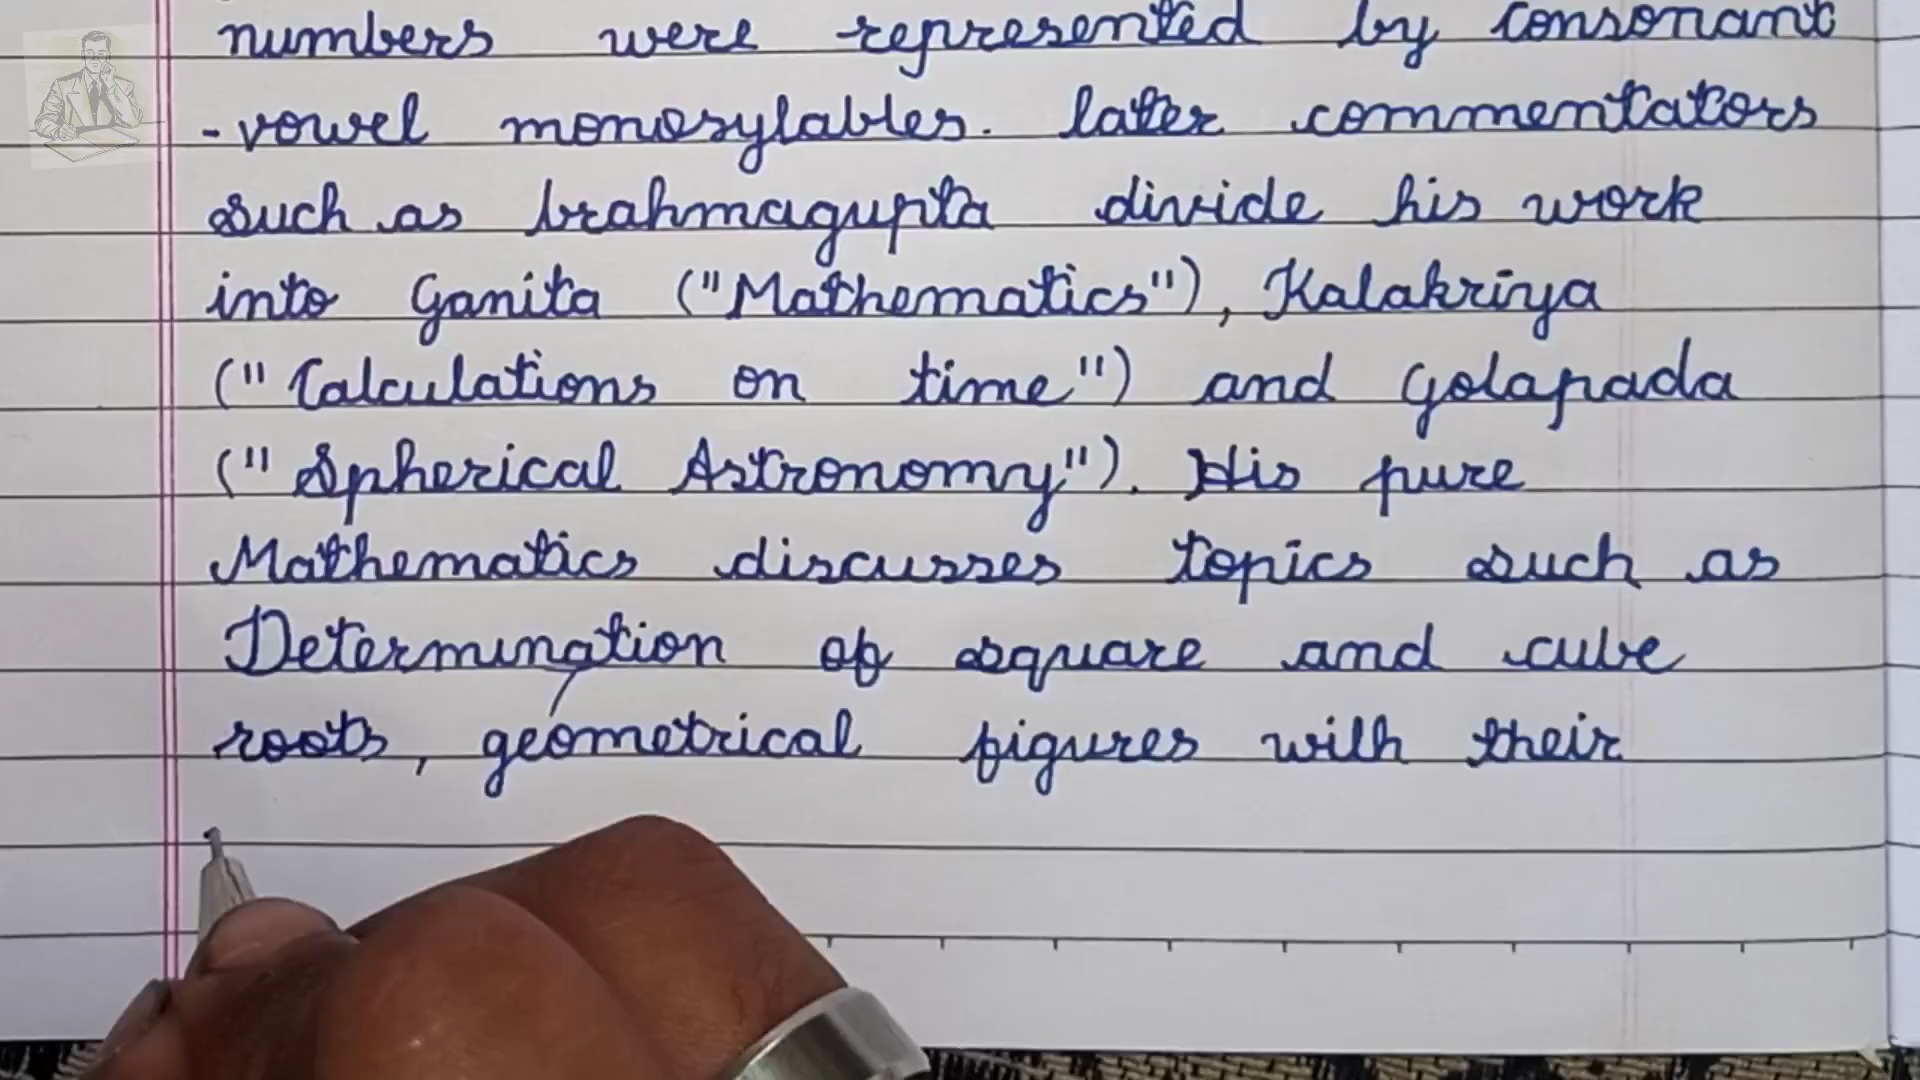 numbers were represented by consonant
-vowel monosylables. later commentators
such as brahmagupta divide his work
into Ganita ("Mathematics"), Kalakriya
("Calculations on time") and Golapada
("Spherical Astronomy"). His pure
Mathematics discusses topics such as
Determination of square and cube
roots, geometrical figures with their